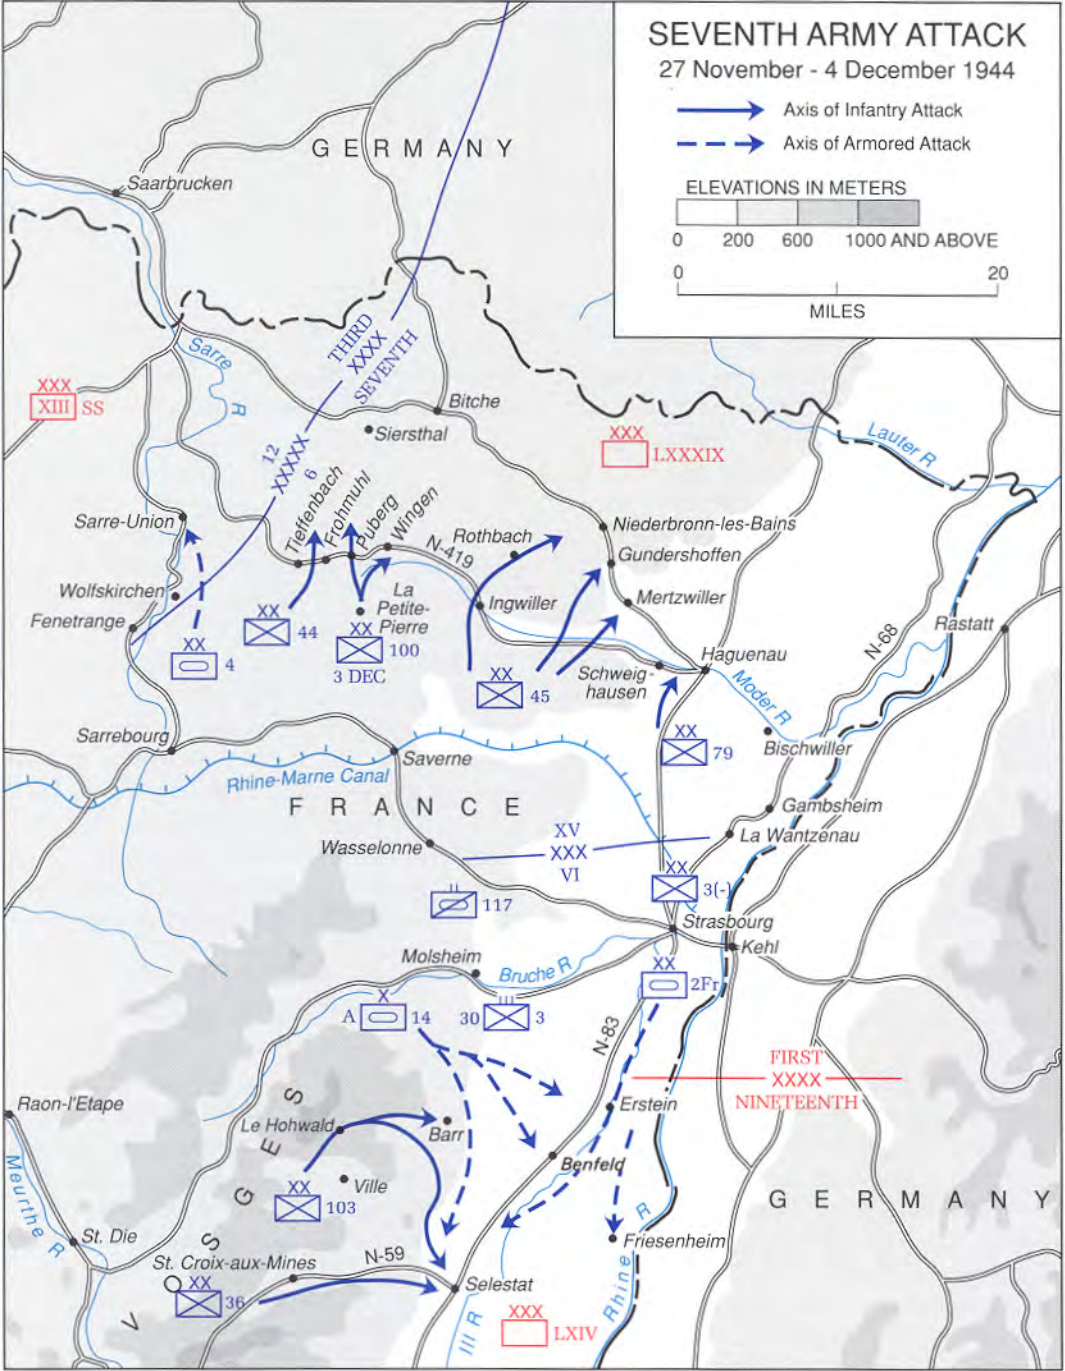 SEVENTH ARMY ATTACK
27 November - 4 December 1944
Axis of Infantry Attack
Axis of Armored Attack
ELEVATIONS IN METERS
0 200 600 1000 AND ABOVE
0 20
MILES
GERMANY
Saarbrucken
THIRD
XXXX
SEVENTH
Sarre
R
XXX
XIII SS
Bitche
Siersthal
XXX
LXXXIX
Lauter R
12
XXXXX
6
Tieffenbach
Frohmuhl
Puberg
Wingen
Sarre-Union
N-419
Rothbach
Niederbronn-les-Bains
Gundershoffen
Wolfskirchen
Fenetrange
La
Petite-
Pierre
Ingwiller
Mertzwiller
Rastatt
N-68
XX
4
XX
44
XX
100
3 DEC
XX
45
Schweig-
hausen
Haguenau
Moder R
Sarrebourg
Saverne
XX
79
Bischwiller
Rhine-Marne Canal
FRANCE
Gambsheim
La Wantzenau
Wasselonne
XV
XXX
VI
117
XX
3(-)
Strasbourg
Kehl
Molsheim
Bruche R
XX
2Fr
X
A 14
III
30 3
N-83
FIRST
XXXX
NINETEENTH
Raon-l'Etape
Le Hohwald
Barr
Erstein
Benfeld
VOSGES
XX
103
Ville
GERMANY
Meurthe R
St. Die
St. Croix-aux-Mines
N-59
Friesenheim
XX
36
Selestat
Ill R
XXX
LXIV
Rhine R